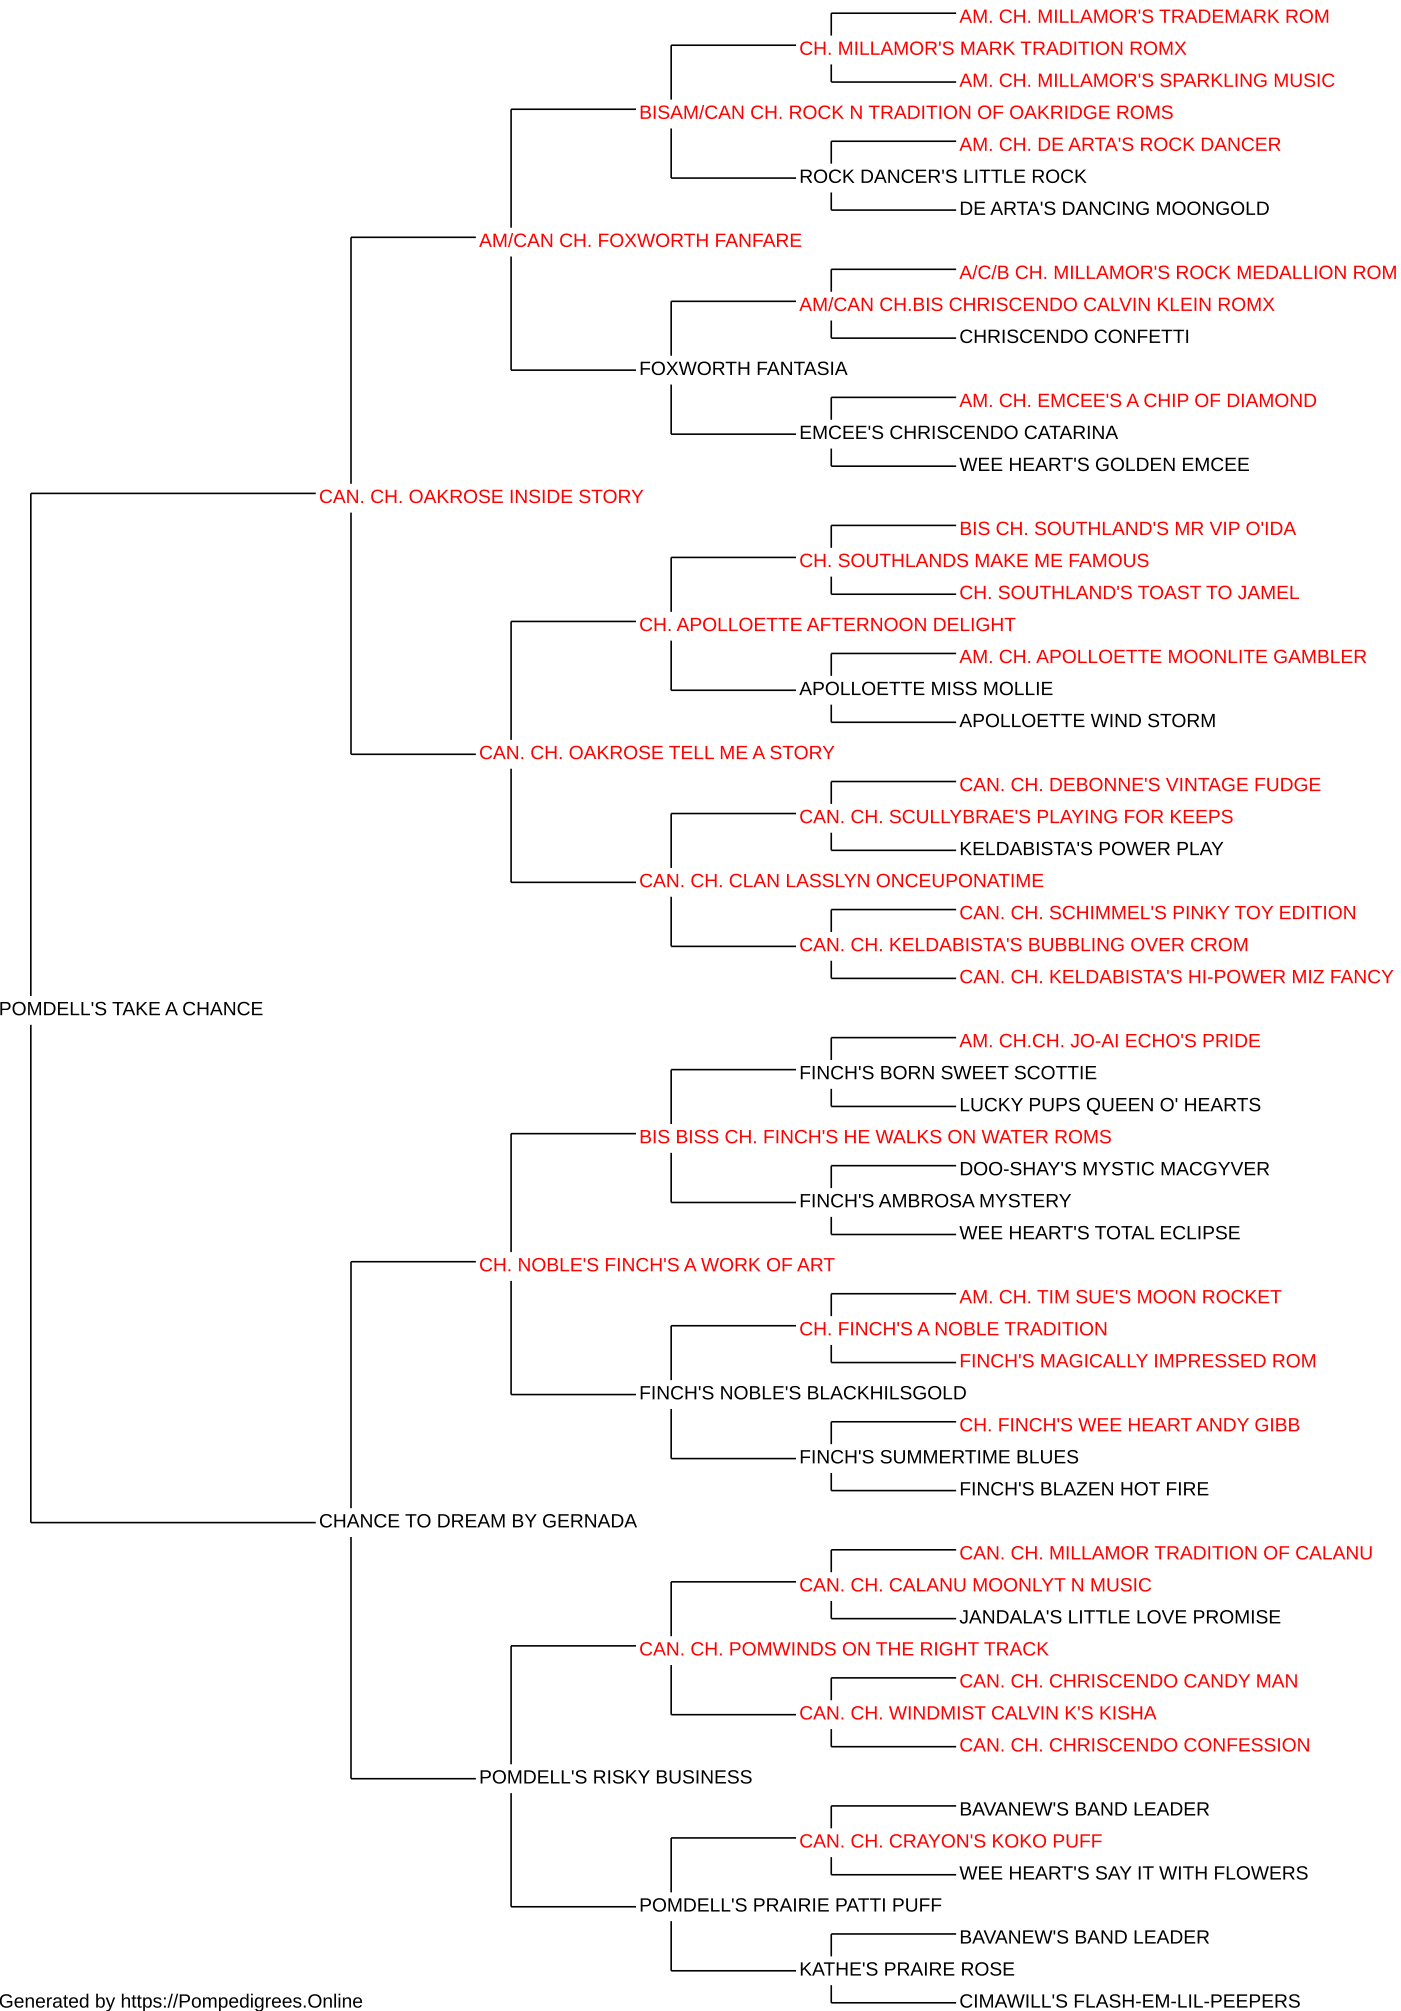 AM. CH. MILLAMOR'S TRADEMARK ROM
CH. MILLAMOR'S MARK TRADITION ROMX
AM. CH. MILLAMOR'S SPARKLING MUSIC
BISAM/CAN CH. ROCK N TRADITION OF OAKRIDGE ROMS
AM. CH. DE ARTA'S ROCK DANCER
ROCK DANCER'S LITTLE ROCK
DE ARTA'S DANCING MOONGOLD
AM/CAN CH. FOXWORTH FANFARE
A/C/B CH. MILLAMOR'S ROCK MEDALLION ROM
AM/CAN CH.BIS CHRISCENDO CALVIN KLEIN ROMX
CHRISCENDO CONFETTI
FOXWORTH FANTASIA
AM. CH. EMCEE'S A CHIP OF DIAMOND
EMCEE'S CHRISCENDO CATARINA
WEE HEART'S GOLDEN EMCEE
CAN. CH. OAKROSE INSIDE STORY
BIS CH. SOUTHLAND'S MR VIP O'IDA
CH. SOUTHLANDS MAKE ME FAMOUS
CH. SOUTHLAND'S TOAST TO JAMEL
CH. APOLLOETTE AFTERNOON DELIGHT
AM. CH. APOLLOETTE MOONLITE GAMBLER
APOLLOETTE MISS MOLLIE
APOLLOETTE WIND STORM
CAN. CH. OAKROSE TELL ME A STORY
CAN. CH. DEBONNE'S VINTAGE FUDGE
CAN. CH. SCULLYBRAE'S PLAYING FOR KEEPS
KELDABISTA'S POWER PLAY
CAN. CH. CLAN LASSLYN ONCEUPONATIME
CAN. CH. SCHIMMEL'S PINKY TOY EDITION
CAN. CH. KELDABISTA'S BUBBLING OVER CROM
CAN. CH. KELDABISTA'S HI-POWER MIZ FANCY
POMDELL'S TAKE A CHANCE
AM. CH.CH. JO-AI ECHO'S PRIDE
FINCH'S BORN SWEET SCOTTIE
LUCKY PUPS QUEEN O' HEARTS
BIS BISS CH. FINCH'S HE WALKS ON WATER ROMS
DOO-SHAY'S MYSTIC MACGYVER
FINCH'S AMBROSA MYSTERY
WEE HEART'S TOTAL ECLIPSE
CH. NOBLE'S FINCH'S A WORK OF ART
AM. CH. TIM SUE'S MOON ROCKET
CH. FINCH'S A NOBLE TRADITION
FINCH'S MAGICALLY IMPRESSED ROM
FINCH'S NOBLE'S BLACKHILSGOLD
CH. FINCH'S WEE HEART ANDY GIBB
FINCH'S SUMMERTIME BLUES
FINCH'S BLAZEN HOT FIRE
CHANCE TO DREAM BY GERNADA
CAN. CH. MILLAMOR TRADITION OF CALANU
CAN. CH. CALANU MOONLYT N MUSIC
JANDALA'S LITTLE LOVE PROMISE
CAN. CH. POMWINDS ON THE RIGHT TRACK
CAN. CH. CHRISCENDO CANDY MAN
CAN. CH. WINDMIST CALVIN K'S KISHA
CAN. CH. CHRISCENDO CONFESSION
POMDELL'S RISKY BUSINESS
BAVANEW'S BAND LEADER
CAN. CH. CRAYON'S KOKO PUFF
WEE HEART'S SAY IT WITH FLOWERS
POMDELL'S PRAIRIE PATTI PUFF
BAVANEW'S BAND LEADER
KATHE'S PRAIRE ROSE
CIMAWILL'S FLASH-EM-LIL-PEEPERS
Generated by https://Pompedigrees.Online